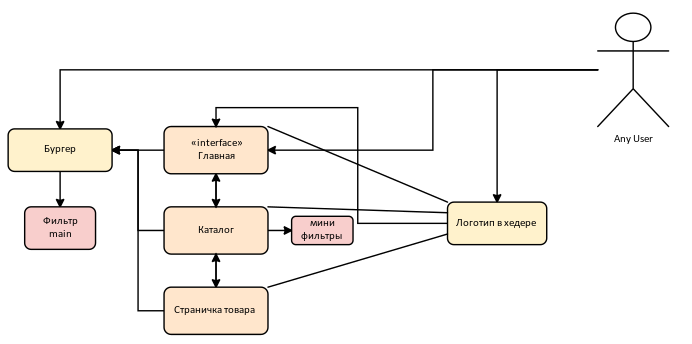 Any User
Бургер
«interface»
Главная
Фильтр
main
Каталог
мини
фильтры
Логотип в хедере
Страничка товара